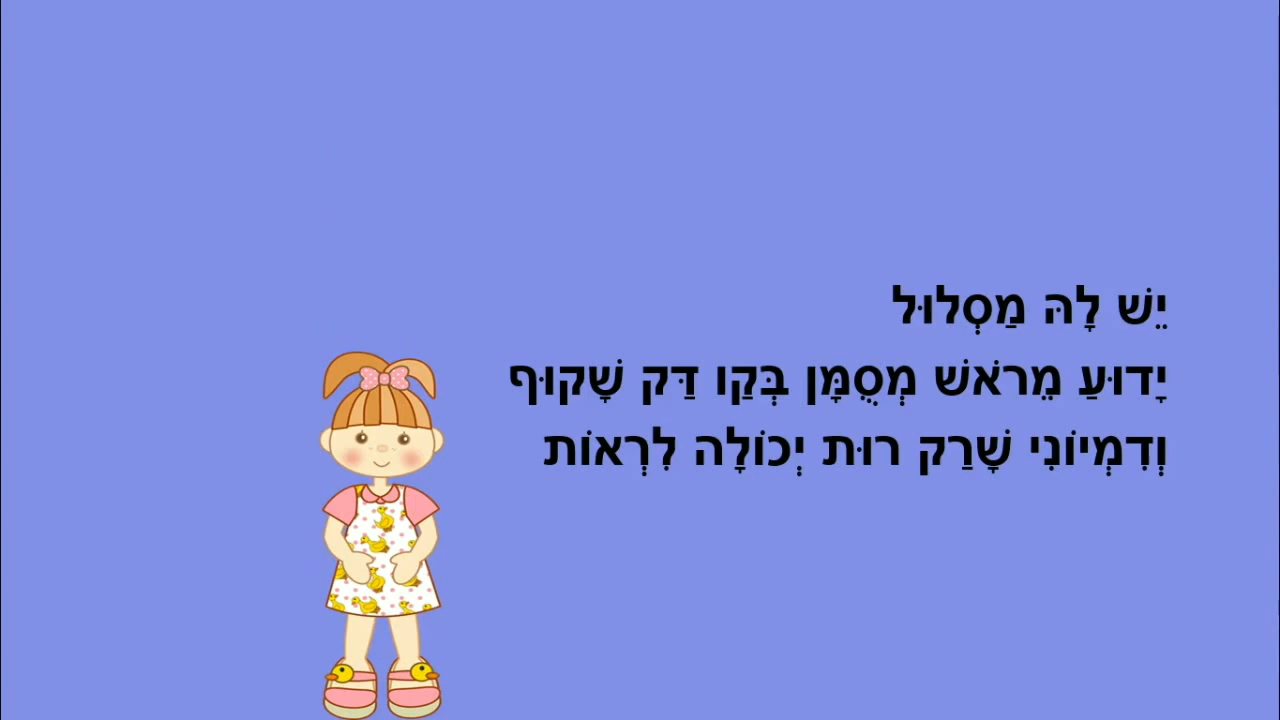 יֵשׁ לָהּ מַסְלוּל
יָדוּעַ מֵרֹאשׁ מְסֻמָּן בְּקַו דַּק שָׁקוּף
וְדִמְיוֹנִי שָׁרַק רוּת יְכוֹלָה לִרְאוֹת